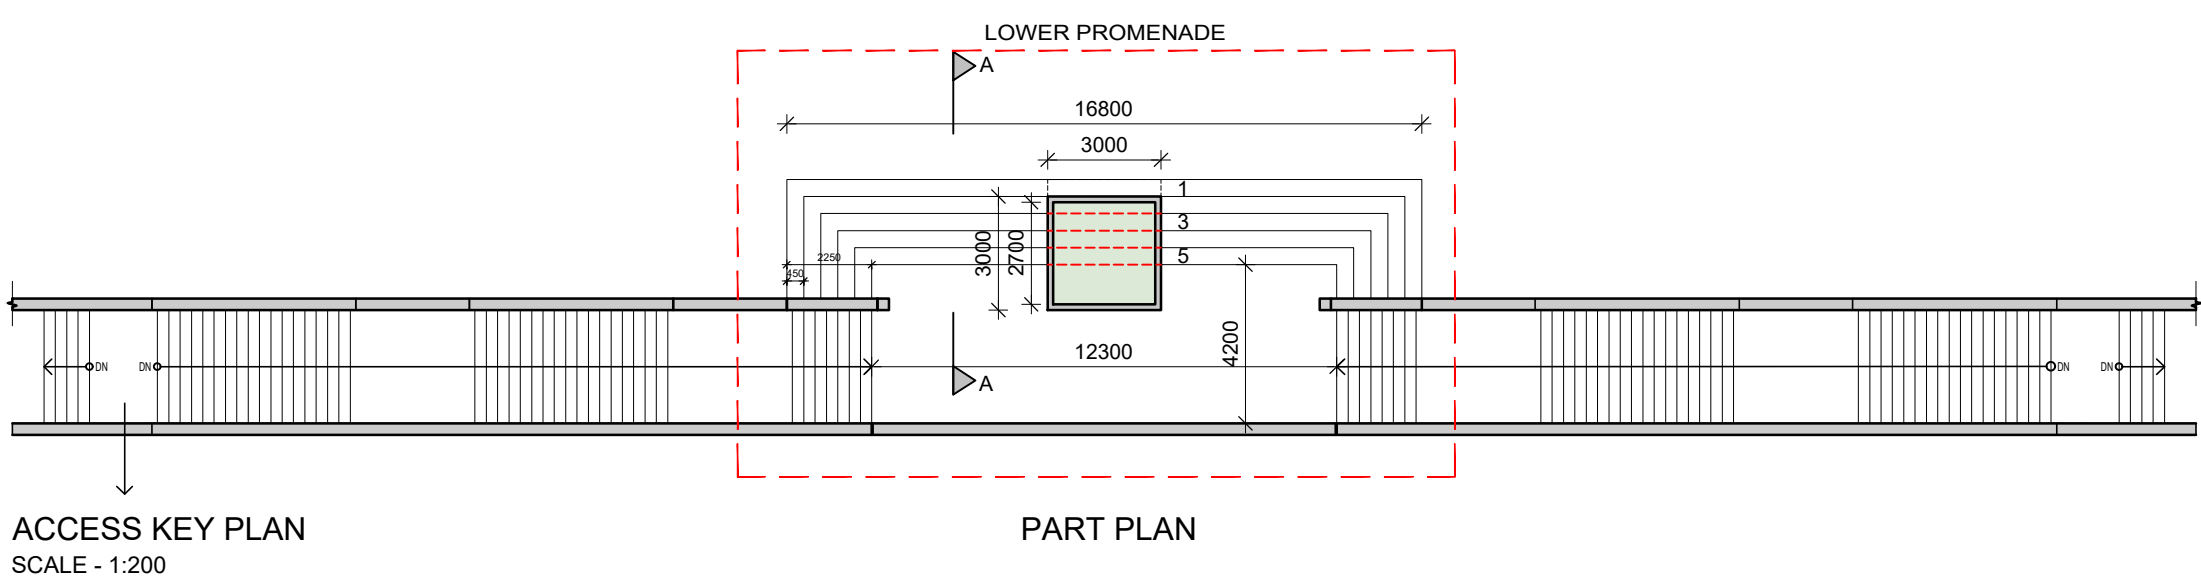 LOWER PROMENADE
A
16800
3000
1
3
5
3000
2700
2250
450
4200
12300
DN
DN
DN
DN
A
ACCESS KEY PLAN
SCALE - 1:200
PART PLAN